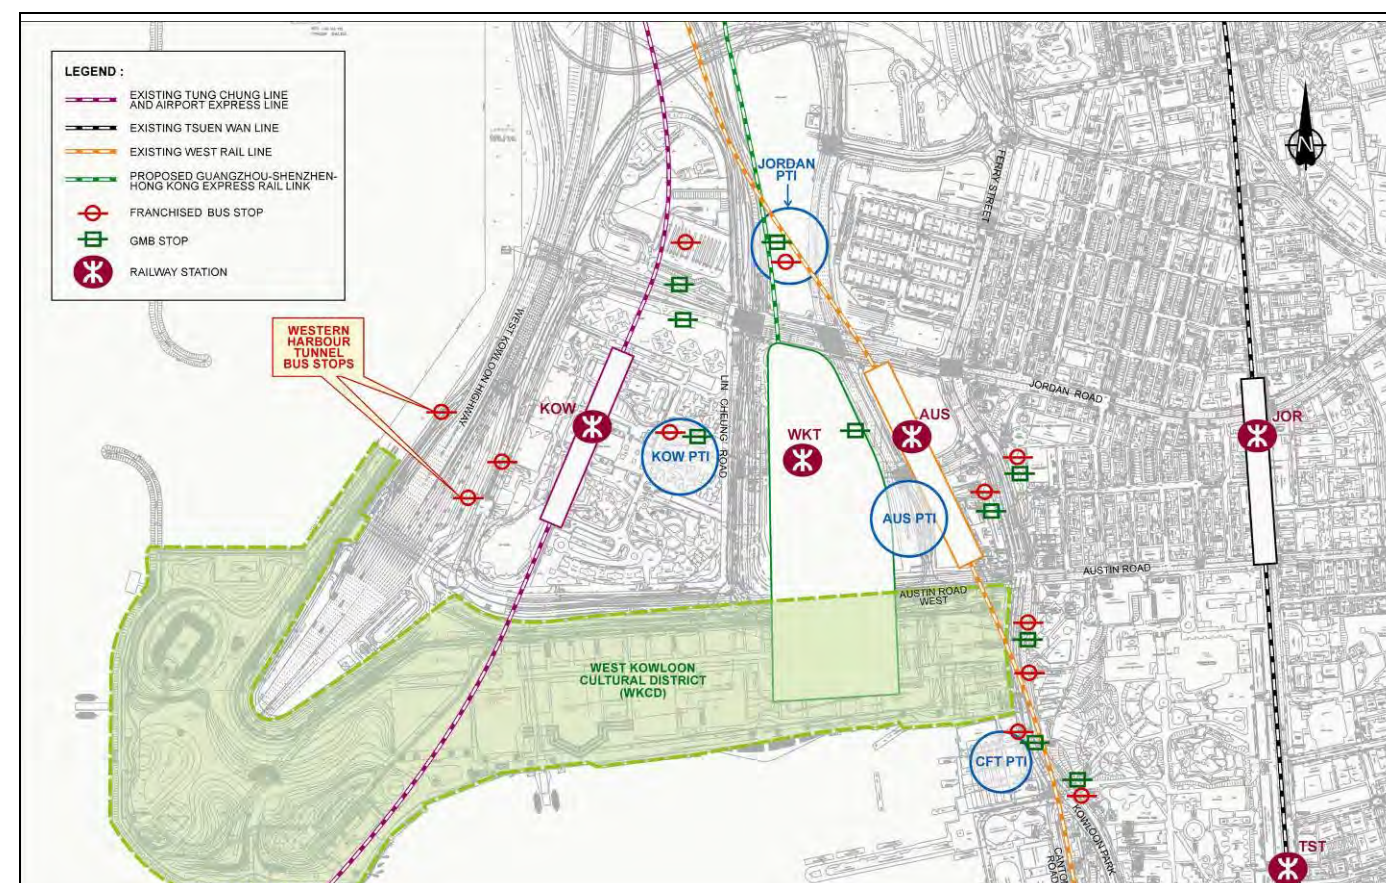 LEGEND :
EXISTING TUNG CHUNG LINE
AND AIRPORT EXPRESS LINE
EXISTING TSUEN WAN LINE
EXISTING WEST RAIL LINE
PROPOSED GUANGZHOU-SHENZHEN-
HONG KONG EXPRESS RAIL LINK
FRANCHISED BUS STOP
GMB STOP
RAILWAY STATION
N
JORDAN
PTI
FERRY STREET
WESTERN
HARBOUR
TUNNEL
BUS STOPS
WEST KOWLOON HIGHWAY
KOW
LIN CHEUNG ROAD
KOW PTI
WKT
AUS
AUS PTI
JORDAN ROAD
JOR
AUSTIN ROAD
AUSTIN ROAD
WEST
WEST KOWLOON
CULTURAL DISTRICT
(WKCD)
CFT PTI
KOWLOON PARK
CANTON
ROAD
TST